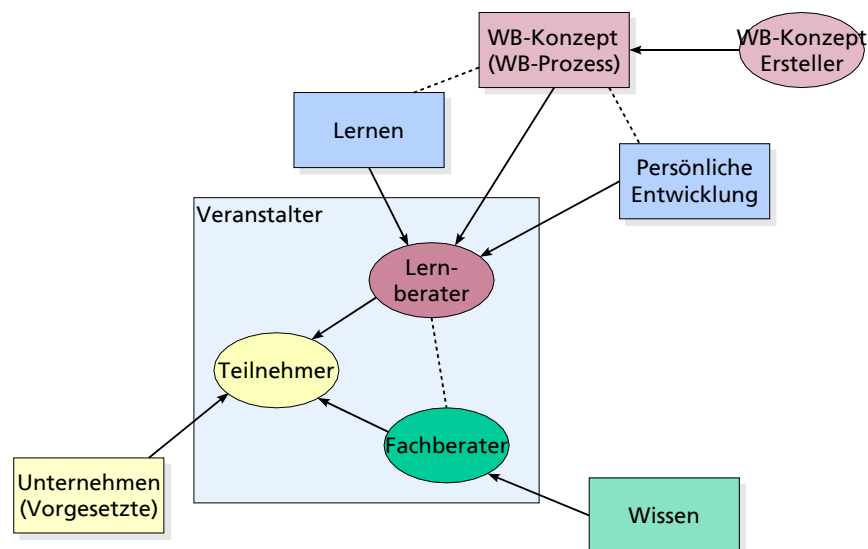 WB-Konzept
(WB-Prozess)
WB-Konzept
Ersteller
Lernen
Persönliche
Entwicklung
Veranstalter
Lern-
berater
Teilnehmer
Fachberater
Unternehmen
(Vorgesetzte)
Wissen